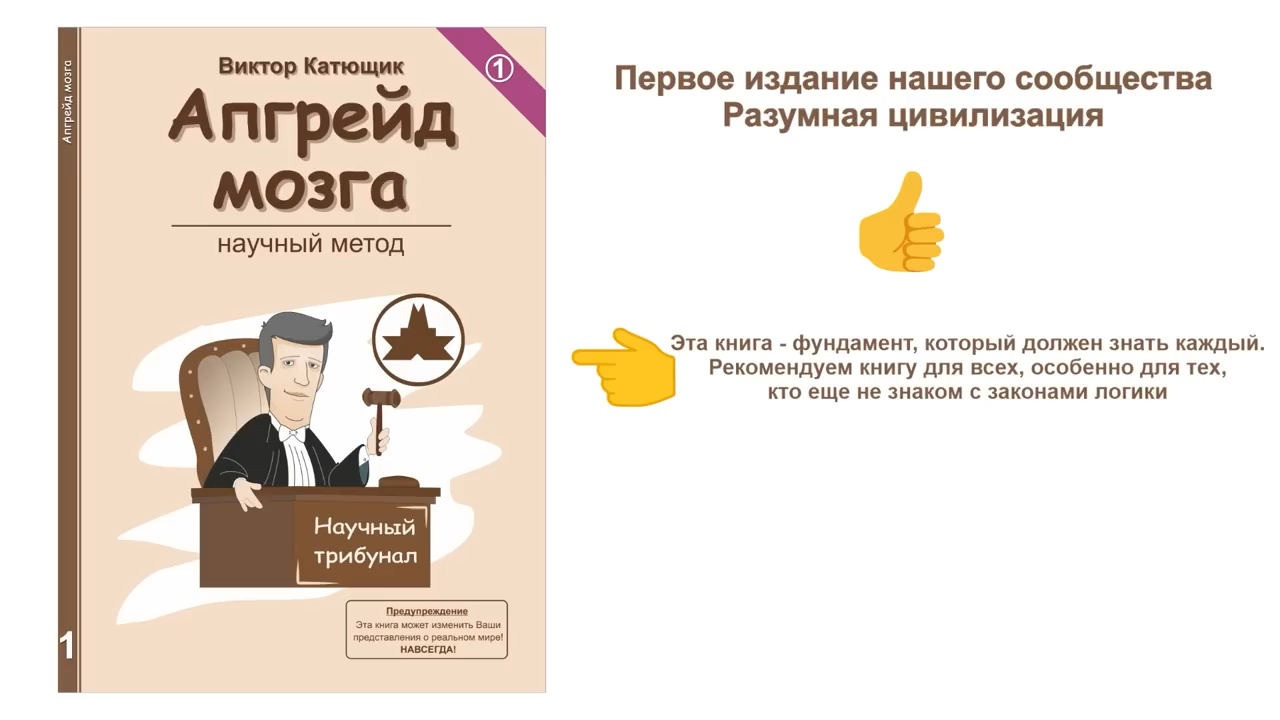 Апгрейд мозга
1
Виктор Катющик
①
Апгрейд
мозга
научный метод
Научный
трибунал
Предупреждение
Эта книга может изменить Ваши
представления о реальном мире!
НАВСЕГДА!
Первое издание нашего сообщества
Разумная цивилизация
Эта книга - фундамент, который должен знать каждый.
Рекомендуем книгу для всех, особенно для тех,
кто еще не знаком с законами логики